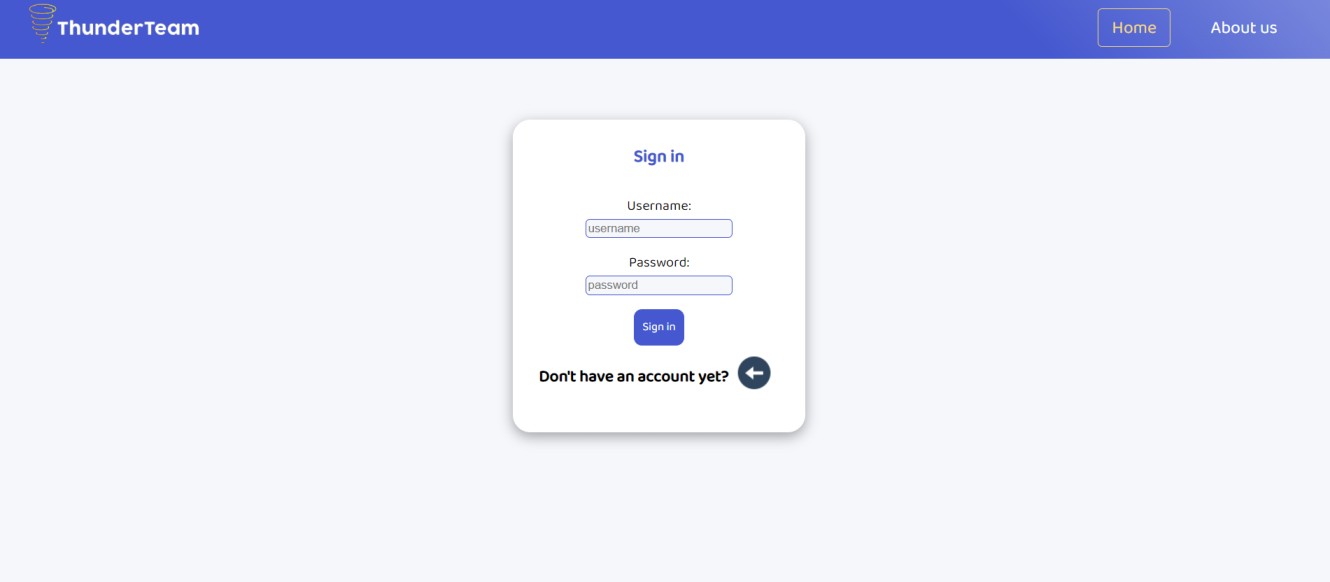 ThunderTeam
Home
About us
Sign in
Username:
username
Password:
password
Sign in
Don't have an account yet?